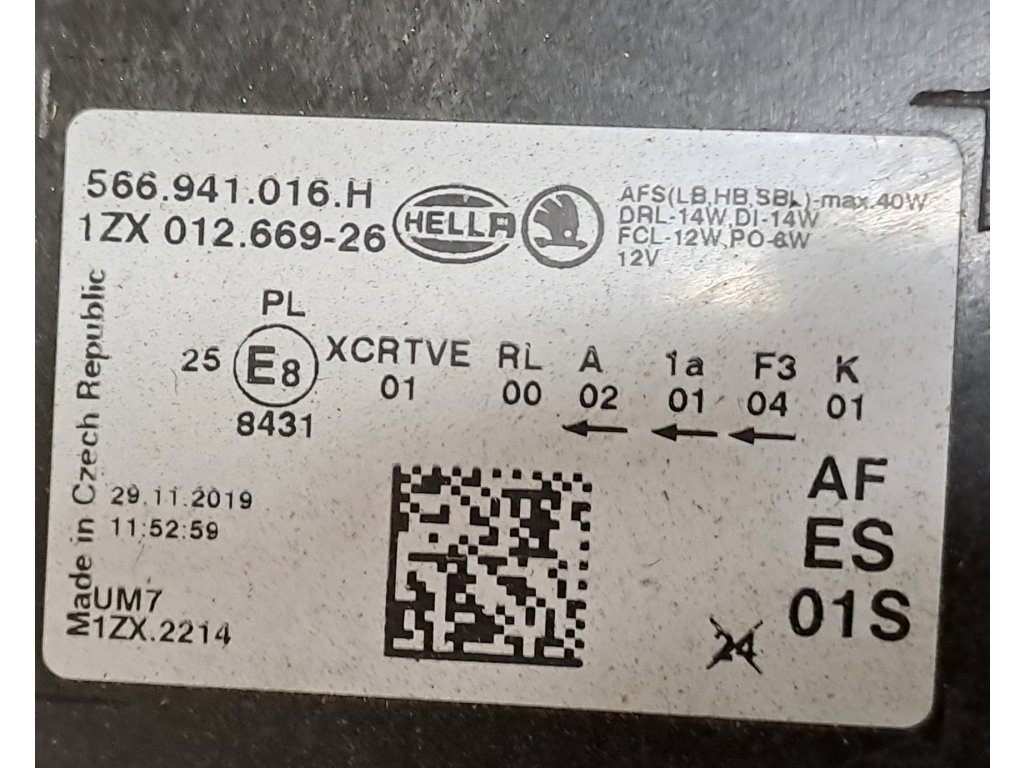 566.941.016.H
1ZX 012.669-26
HELLA
AFS(LB,HB,SBL)-max.40W
DRL-14W,DI-14W
FCL-12W,PO-6W
12V
Made in Czech Republic
PL
25 E8 XCRTVE RL A 1a F3 K
8431 01 00 02 01 04 01
29.11.2019
11:52:59
UM7
1ZX.2214
AF
ES
01S
24